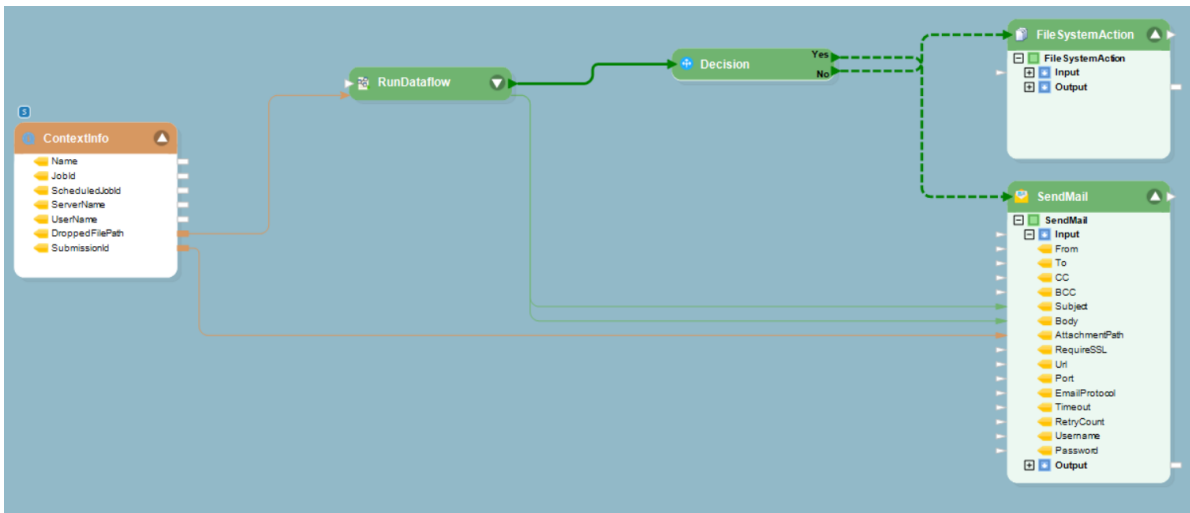 S
ContextInfo
Name
JobId
ScheduledJobId
ServerName
UserName
DroppedFilePath
SubmissionId
RunDataflow
Decision
Yes
No
FileSystemAction
FileSystemAction
Input
Output
SendMail
SendMail
Input
From
To
CC
BCC
Subject
Body
AttachmentPath
RequireSSL
Url
Port
EmailProtocol
Timeout
RetryCount
Username
Password
Output